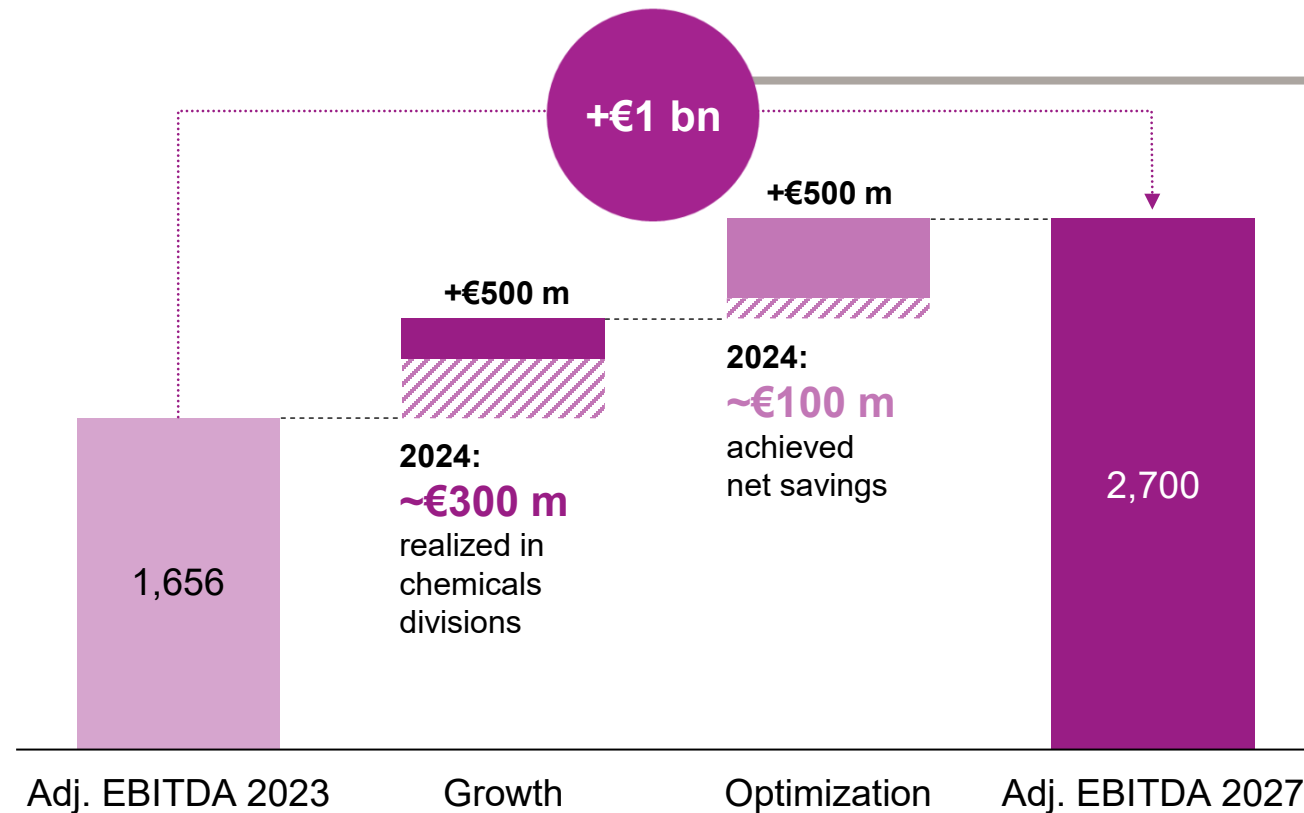 +€1 bn
+€500 m
+€500 m
2024:
~€100 m
achieved
net savings
2024:
~€300 m
realized in
chemicals
divisions
1,656
2,700
Adj. EBITDA 2023
Growth
Optimization
Adj. EBITDA 2027